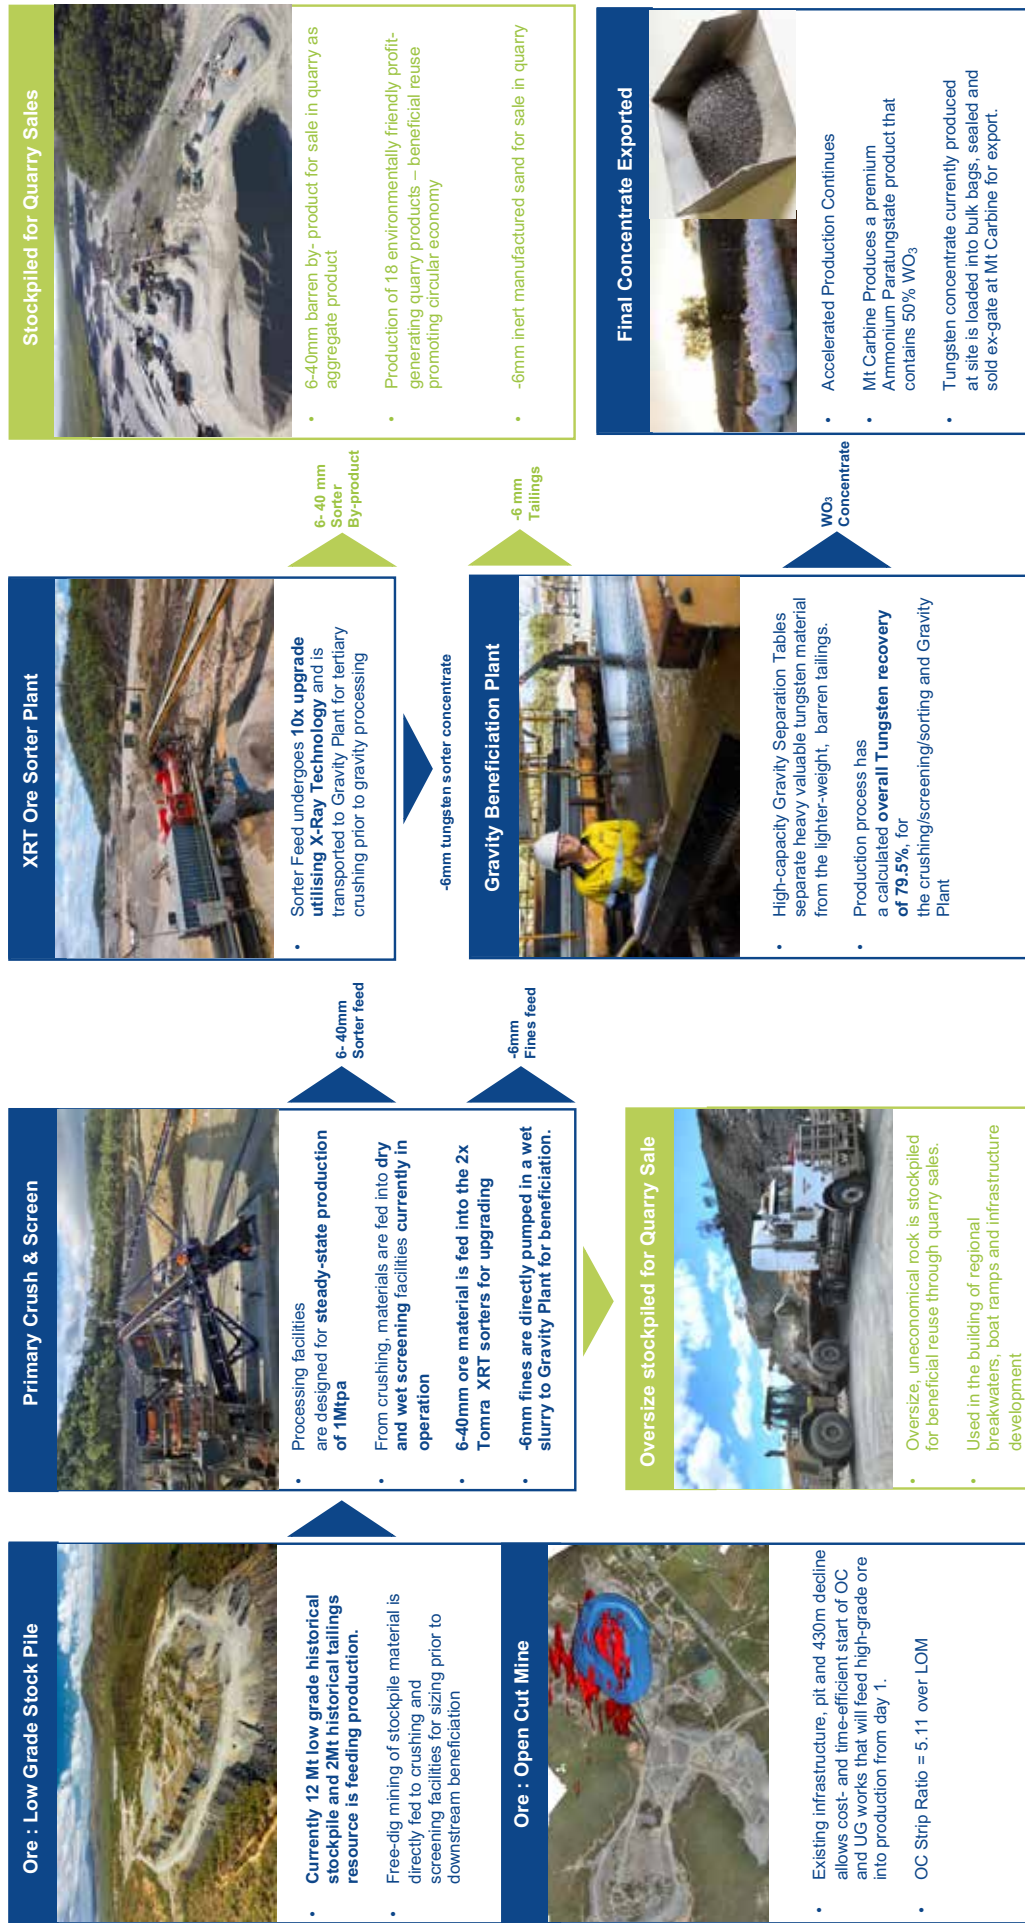 Ore : Low Grade Stock Pile
• Currently 12 Mt low grade historical
stockpile and 2Mt historical tailings
resource is feeding production.
• Free-dig mining of stockpile material is
directly fed to crushing and
screening facilities for sizing prior to
downstream beneficiation
Ore : Open Cut Mine
• Existing infrastructure, pit and 430m decline
allows cost- and time-efficient start of OC
and UG works that will feed high-grade ore
into production from day 1.
• OC Strip Ratio = 5.11 over LOM
Primary Crush & Screen
• Processing facilities
are designed for steady-state production
of 1Mtpa
• From crushing, materials are fed into dry
and wet screening facilities currently in
operation
• 6-40mm ore material is fed into the 2x
Tomra XRT sorters for upgrading
• -6mm fines are directly pumped in a wet
slurry to Gravity Plant for beneficiation.
6- 40mm
Sorter feed
-6mm
Fines feed
Oversize stockpiled for Quarry Sale
• Oversize, uneconomical rock is stockpiled
for beneficial reuse through quarry sales.
• Used in the building of regional
breakwaters, boat ramps and infrastructure
development
XRT Ore Sorter Plant
• Sorter Feed undergoes 10x upgrade
utilising X-Ray Technology and is
transported to Gravity Plant for tertiary
crushing prior to gravity processing
-6mm tungsten sorter concentrate
6- 40 mm
Sorter
By-product
Gravity Beneficiation Plant
• High-capacity Gravity Separation Tables
separate heavy valuable tungsten material
from the lighter-weight, barren tailings.
• Production process has
a calculated overall Tungsten recovery
of 79.5%, for
the crushing/screening/sorting and Gravity
Plant
-6 mm
Tailings
WO₃
Concentrate
Stockpiled for Quarry Sales
• 6-40mm barren by- product for sale in quarry as
aggregate product
• Production of 18 environmentally friendly profit-
generating quarry products – beneficial reuse
promoting circular economy
• -6mm inert manufactured sand for sale in quarry
Final Concentrate Exported
• Accelerated Production Continues
• Mt Carbine Produces a premium
Ammonium Paratungstate product that
contains 50% WO₃
• Tungsten concentrate currently produced
at site is loaded into bulk bags, sealed and
sold ex-gate at Mt Carbine for export.